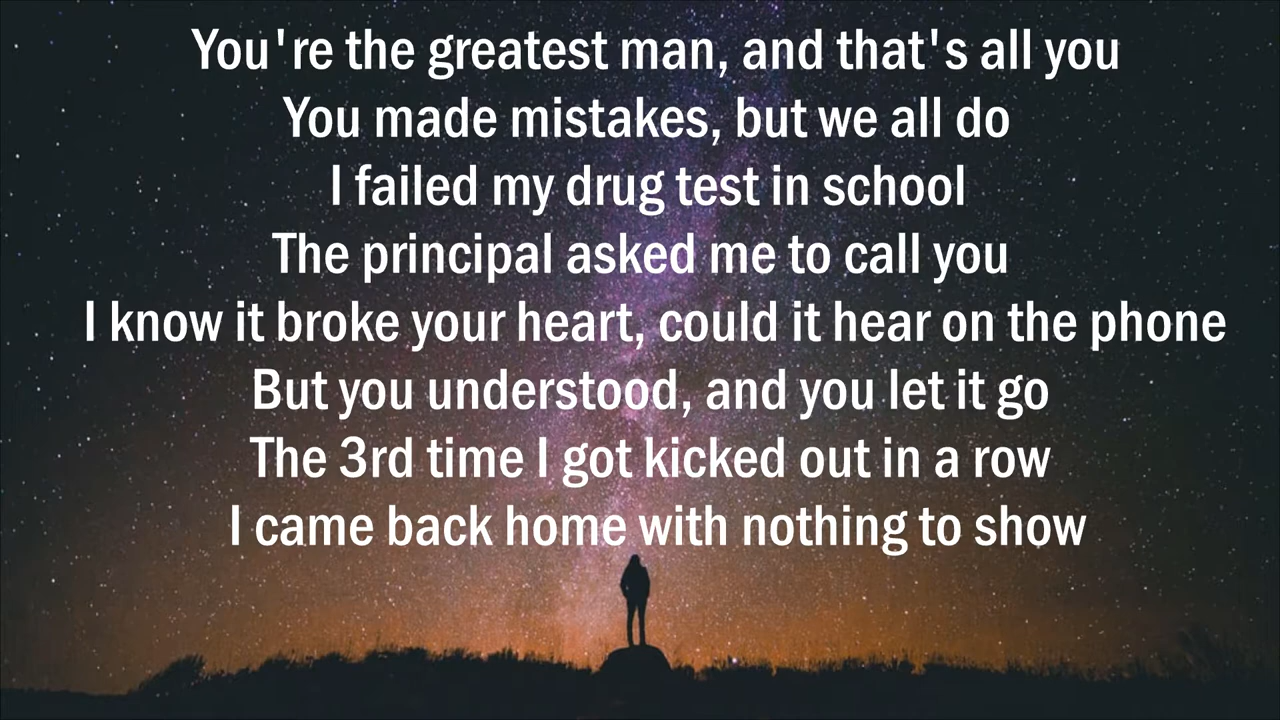 You're the greatest man, and that's all you
You made mistakes, but we all do
I failed my drug test in school
The principal asked me to call you
I know it broke your heart, could it hear on the phone
But you understood, and you let it go
The 3rd time I got kicked out in a row
I came back home with nothing to show